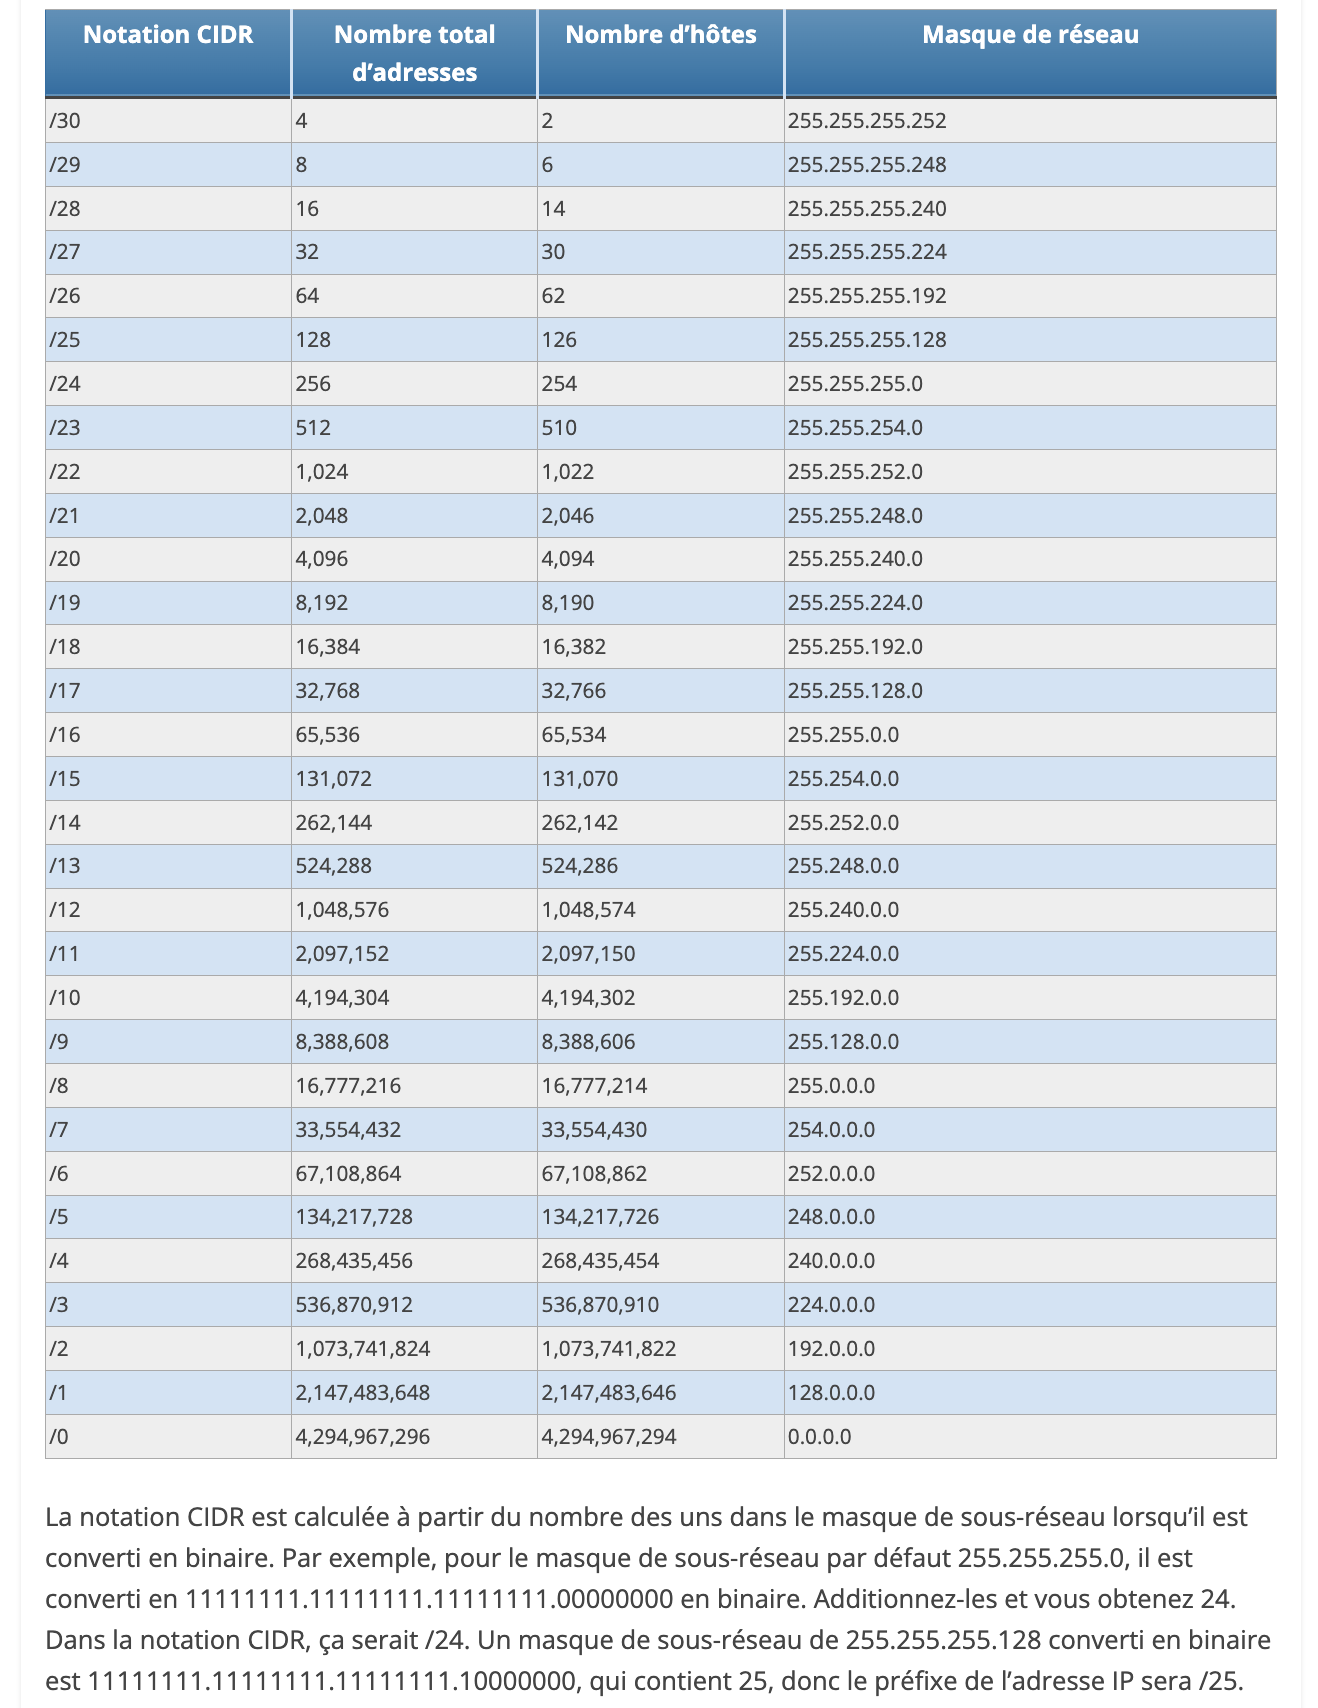 Notation CIDR Nombre total d’adresses Nombre d’hôtes Masque de réseau
/30 4 2 255.255.255.252
/29 8 6 255.255.255.248
/28 16 14 255.255.255.240
/27 32 30 255.255.255.224
/26 64 62 255.255.255.192
/25 128 126 255.255.255.128
/24 256 254 255.255.255.0
/23 512 510 255.255.254.0
/22 1,024 1,022 255.255.252.0
/21 2,048 2,046 255.255.248.0
/20 4,096 4,094 255.255.240.0
/19 8,192 8,190 255.255.224.0
/18 16,384 16,382 255.255.192.0
/17 32,768 32,766 255.255.128.0
/16 65,536 65,534 255.255.0.0
/15 131,072 131,070 255.254.0.0
/14 262,144 262,142 255.252.0.0
/13 524,288 524,286 255.248.0.0
/12 1,048,576 1,048,574 255.240.0.0
/11 2,097,152 2,097,150 255.224.0.0
/10 4,194,304 4,194,302 255.192.0.0
/9 8,388,608 8,388,606 255.128.0.0
/8 16,777,216 16,777,214 255.0.0.0
/7 33,554,432 33,554,430 254.0.0.0
/6 67,108,864 67,108,862 252.0.0.0
/5 134,217,728 134,217,726 248.0.0.0
/4 268,435,456 268,435,454 240.0.0.0
/3 536,870,912 536,870,910 224.0.0.0
/2 1,073,741,824 1,073,741,822 192.0.0.0
/1 2,147,483,648 2,147,483,646 128.0.0.0
/0 4,294,967,296 4,294,967,294 0.0.0.0
La notation CIDR est calculée à partir du nombre des uns dans le masque de sous-réseau lorsqu’il est
converti en binaire. Par exemple, pour le masque de sous-réseau par défaut 255.255.255.0, il est
converti en 11111111.11111111.11111111.00000000 en binaire. Additionnez-les et vous obtenez 24.
Dans la notation CIDR, ça serait /24. Un masque de sous-réseau de 255.255.255.128 converti en binaire
est 11111111.11111111.11111111.10000000, qui contient 25, donc le préfixe de l’adresse IP sera /25.